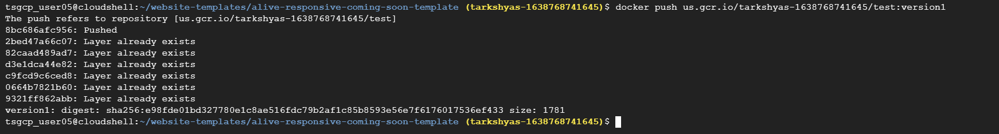 tsgcp_user05@cloudshell:~/website-templates/alive-responsive-coming-soon-template (tarkshyas-1638768741645)$ docker push us.gcr.io/tarkshyas-1638768741645/test:version1
The push refers to repository [us.gcr.io/tarkshyas-1638768741645/test]
8bc686afc956: Pushed
2bed47a66c07: Layer already exists
82caad489ad7: Layer already exists
d3e1dca44e82: Layer already exists
c9fcd9c6ced8: Layer already exists
0664b7821b60: Layer already exists
9321ff862abb: Layer already exists
version1: digest: sha256:e98fde01bd327780e1c8ae516fdc79b2af1c85b8593e56e7f6176017536ef433 size: 1781
tsgcp_user05@cloudshell:~/website-templates/alive-responsive-coming-soon-template (tarkshyas-1638768741645)$